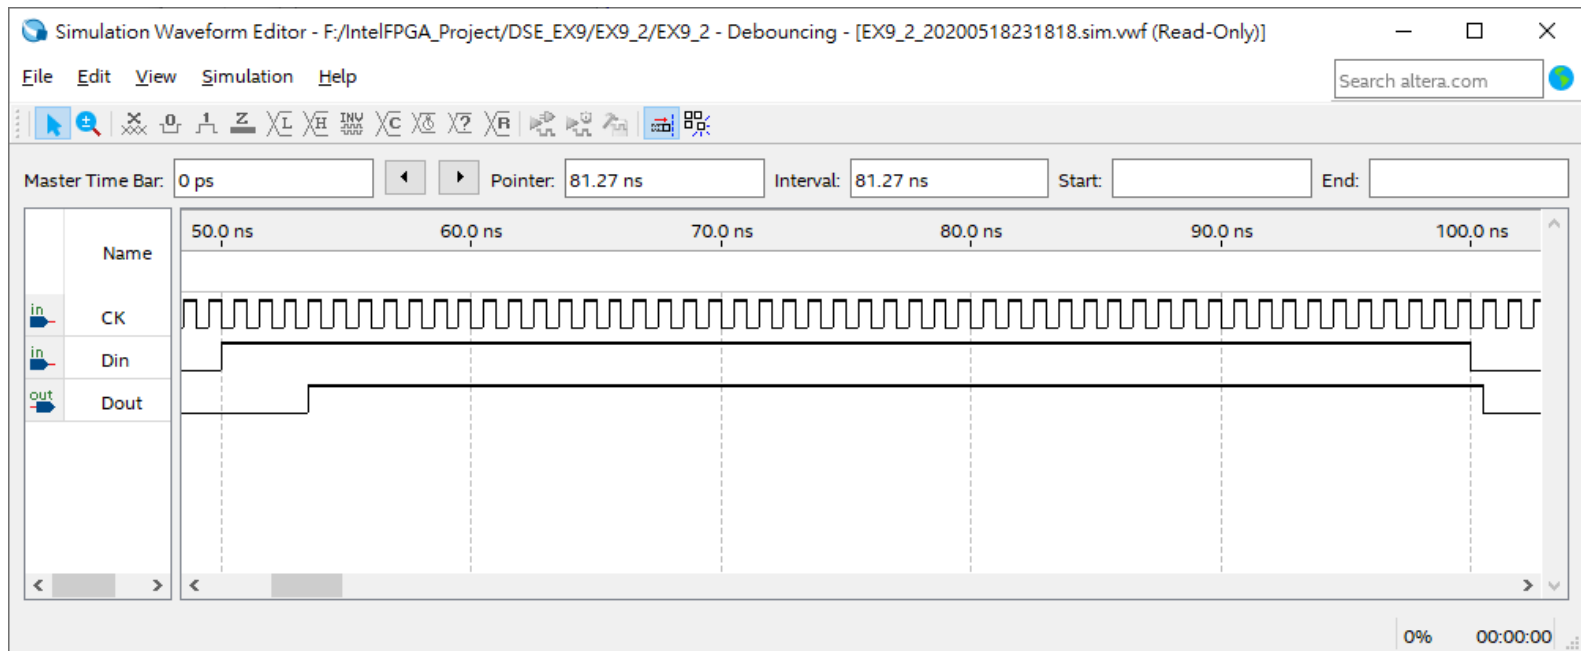 Simulation Waveform Editor - F:/IntelFPGA_Project/DSE_EX9/EX9_2/EX9_2 - Debouncing - [EX9_2_20200518231818.sim.vwf (Read-Only)]
File Edit View Simulation Help
Search altera.com
Master Time Bar: 0 ps Pointer: 81.27 ns Interval: 81.27 ns Start: End:
Name
50.0 ns 60.0 ns 70.0 ns 80.0 ns 90.0 ns 100.0 ns
in CK
in Din
out Dout
0% 00:00:00